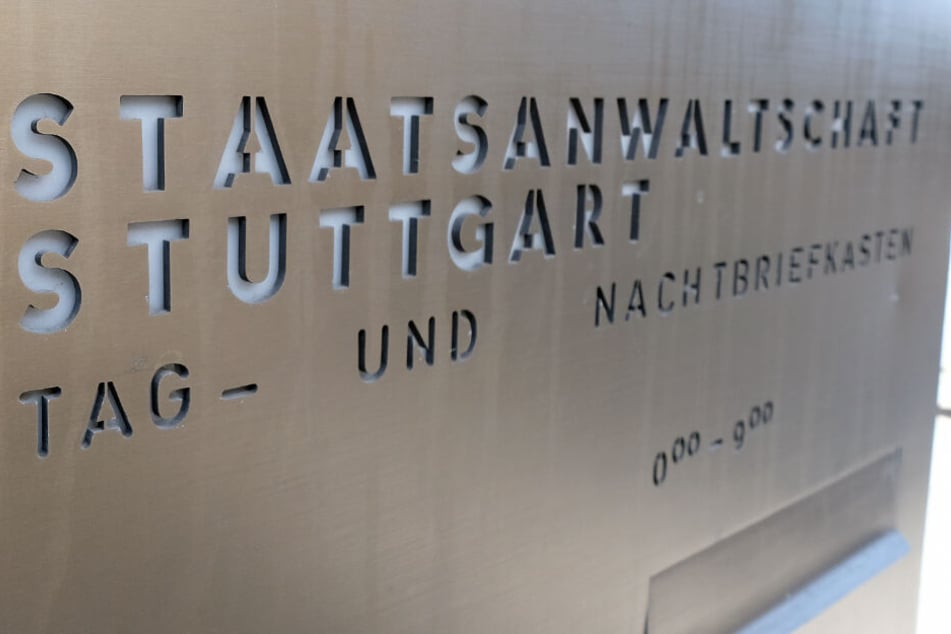 STAATSANWALTSCHAFT
STUTTGART
TAG- UND NACHTBRIEFKASTEN
0⁰⁰ - 9⁰⁰